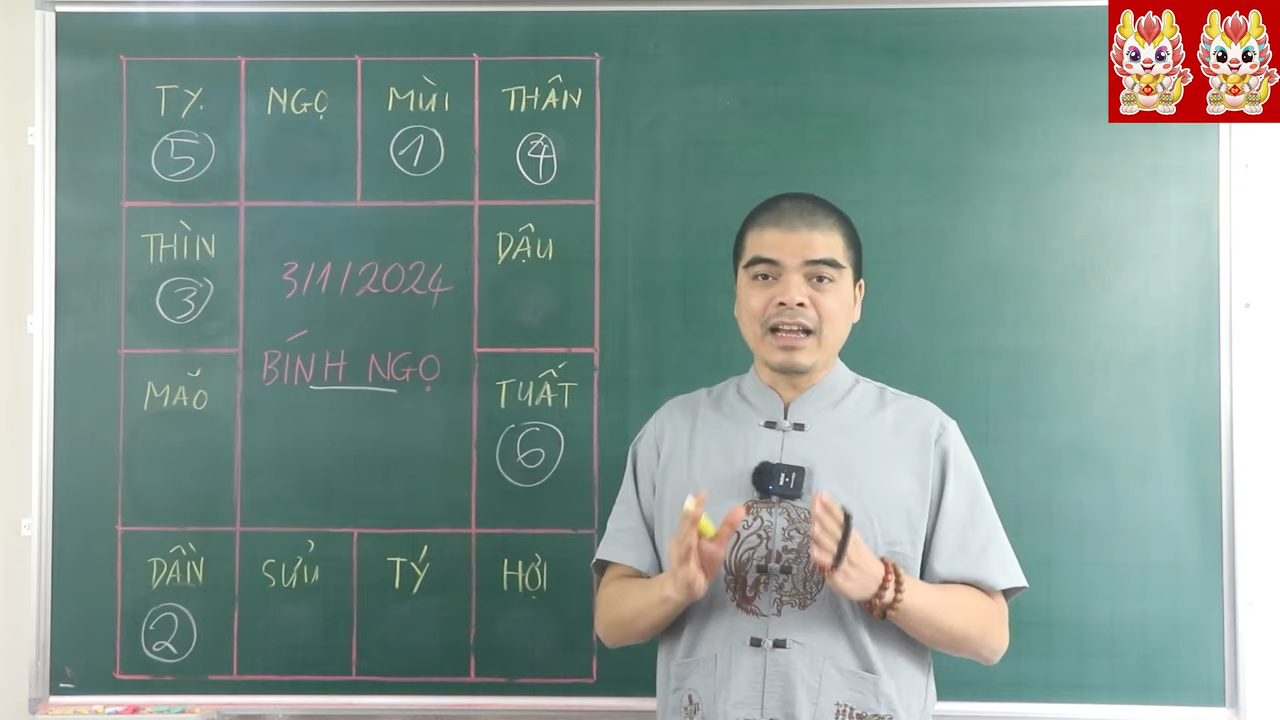 TỴ
NGỌ
MÙI
THÂN
5
1
4
THÌN
DẬU
3
3/1/2024
BÍNH NGỌ
MÃO
TUẤT
6
DẦN
SỬU
TÝ
HỢI
2